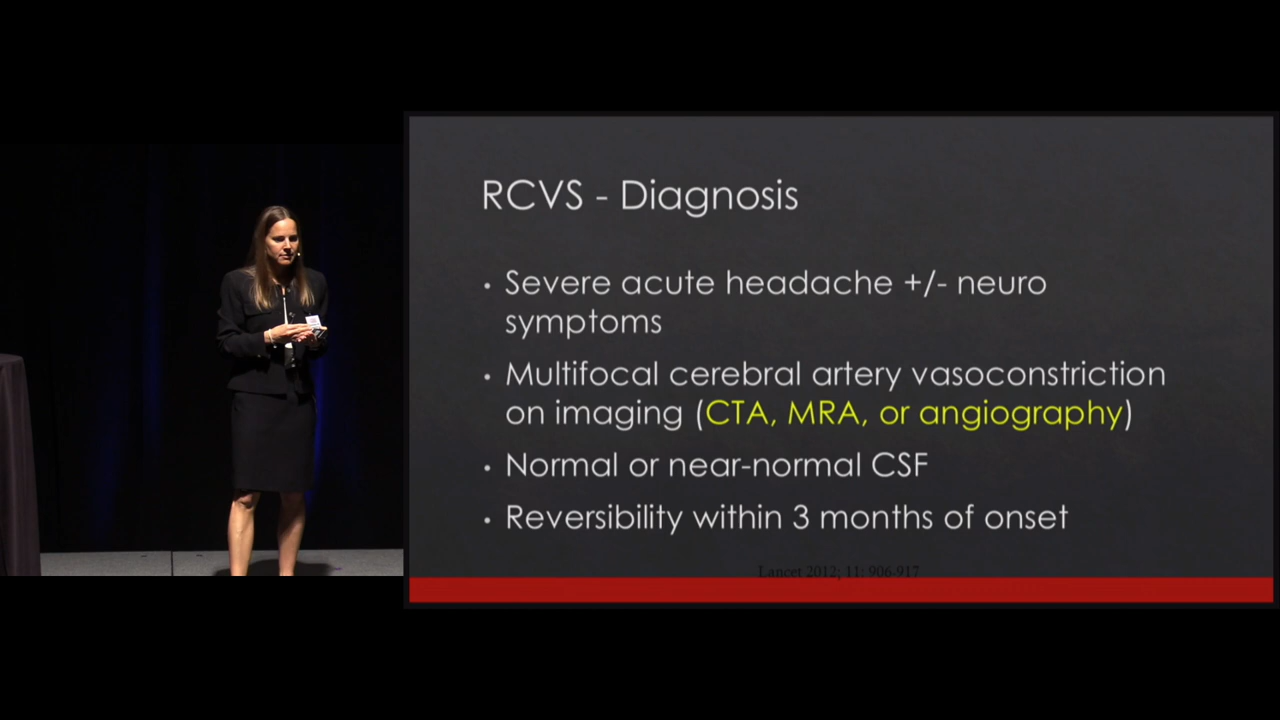 RCVS - Diagnosis
• Severe acute headache +/- neuro
symptoms
• Multifocal cerebral artery vasoconstriction
on imaging (CTA, MRA, or angiography)
• Normal or near-normal CSF
• Reversibility within 3 months of onset
Lancet 2012; 11: 906-917